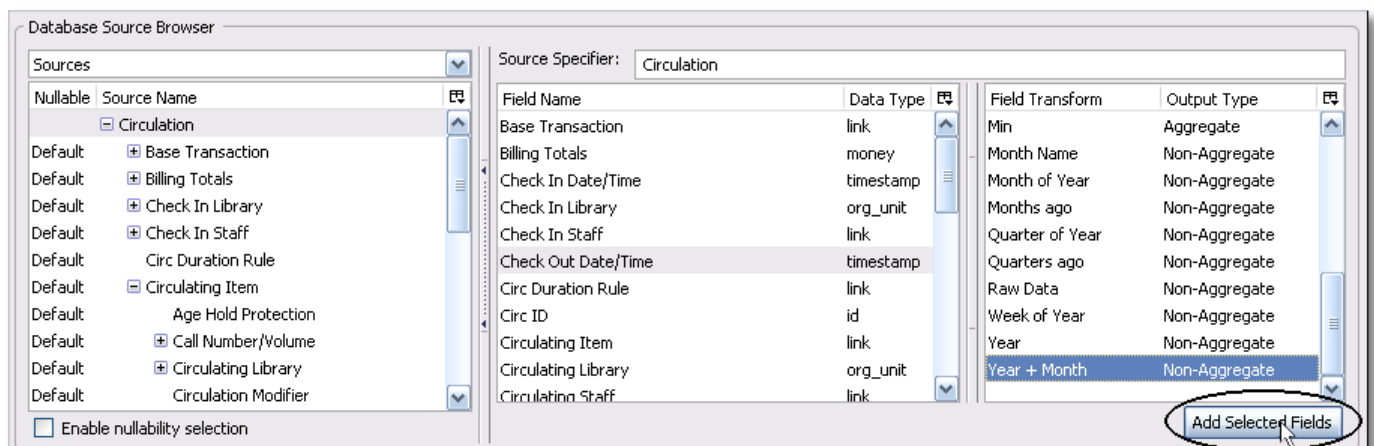 Database Source Browser
Sources
Source Specifier: Circulation
Nullable Source Name
Circulation
Default Base Transaction
Default Billing Totals
Default Check In Library
Default Check In Staff
Default Circ Duration Rule
Default Circulating Item
Default Age Hold Protection
Default Call Number/Volume
Default Circulating Library
Default Circulation Modifier
Enable nullability selection
Field Name Data Type
Base Transaction link
Billing Totals money
Check In Date/Time timestamp
Check In Library org_unit
Check In Staff link
Check Out Date/Time timestamp
Circ Duration Rule link
Circ ID id
Circulating Item link
Circulating Library org_unit
Circulating Staff link
Field Transform Output Type
Min Aggregate
Month Name Non-Aggregate
Month of Year Non-Aggregate
Months ago Non-Aggregate
Quarter of Year Non-Aggregate
Quarters ago Non-Aggregate
Raw Data Non-Aggregate
Week of Year Non-Aggregate
Year Non-Aggregate
Year + Month Non-Aggregate
Add Selected Fields